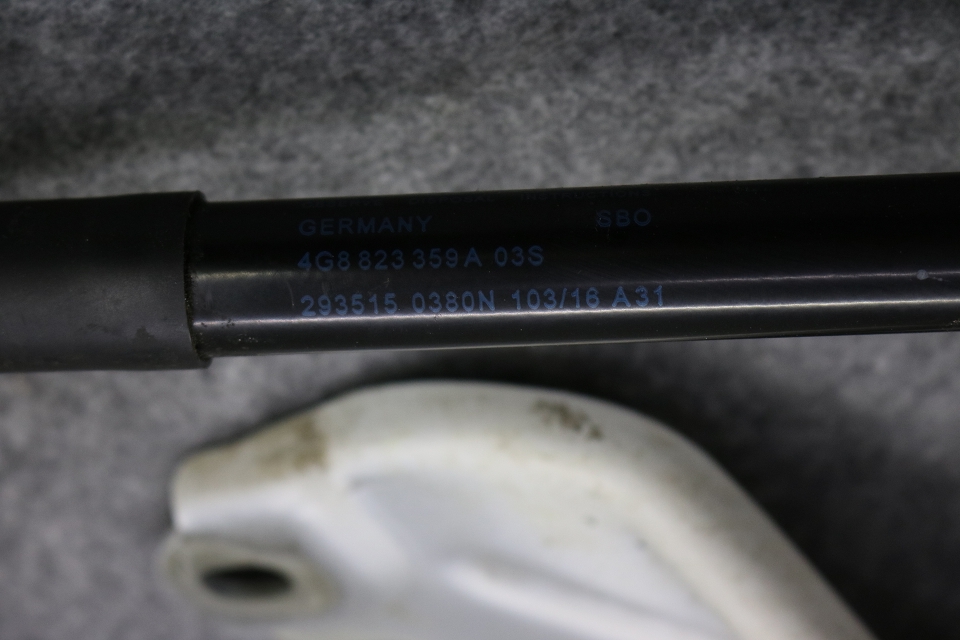 GERMANY SBO
4G8 823 359 A 03S
293515 0380N 103/16 A31